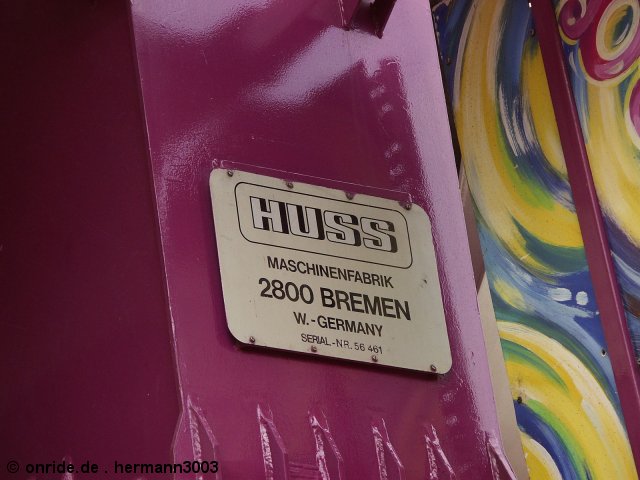 HUSS
MASCHINENFABRIK
2800 BREMEN
W.-GERMANY
SERIAL-NR. 56 461
© onride.de . hermann3003